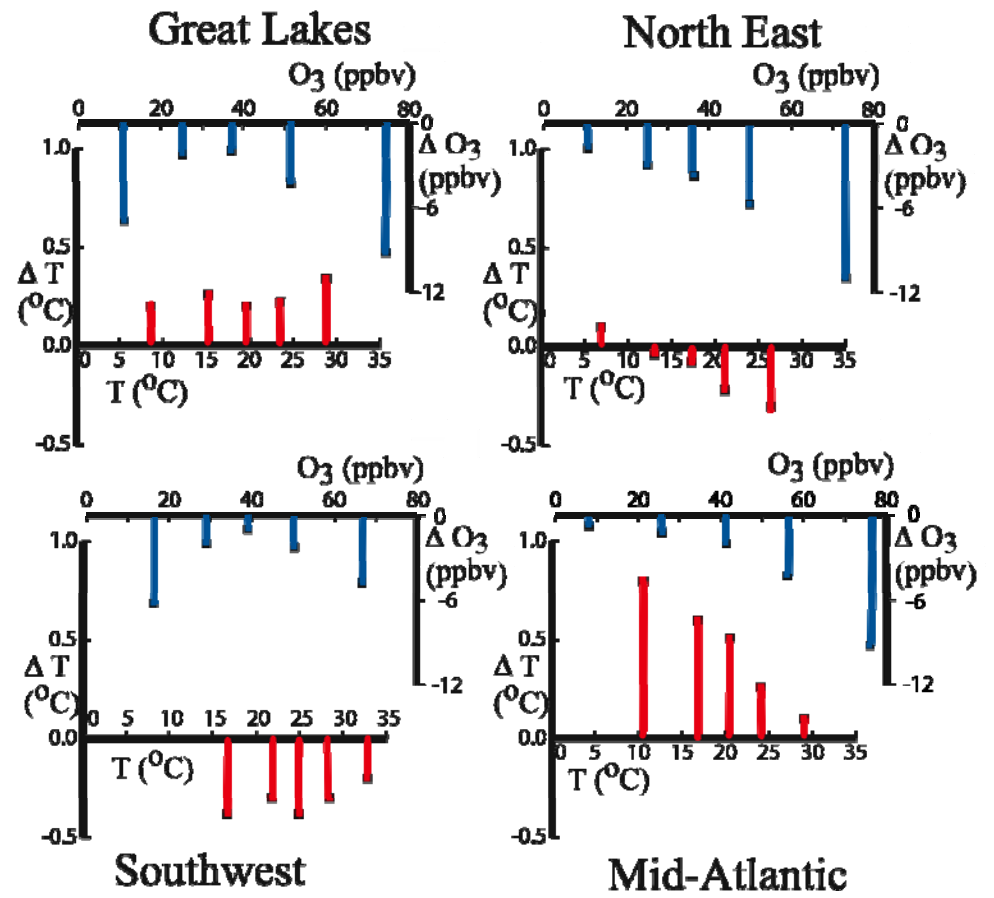 Great Lakes
O3 (ppbv)
0 20 40 60 80
0
1.0
Δ O3
(ppbv)
-6
0.5
Δ T
(oC)
-12
0.0
0 5 10 15 20 25 30 35
T (oC)
-0.5
North East
O3 (ppbv)
0 20 40 60 80
0
1.0
Δ O3
(ppbv)
-6
0.5
Δ T
(oC)
-12
0.0
0 5 10 15 20 25 30 35
T (oC)
-0.5
O3 (ppbv)
0 20 40 60 80
0
1.0
Δ O3
(ppbv)
-6
0.5
Δ T
(oC)
-12
0 5 10 15 20 25 30 35
0.0
T (oC)
-0.5
Southwest
O3 (ppbv)
0 20 40 60 80
0
1.0
Δ O3
(ppbv)
-6
0.5
Δ T
(oC)
-12
0.0
0 5 10 15 20 25 30 35
T (oC)
-0.5
Mid-Atlantic